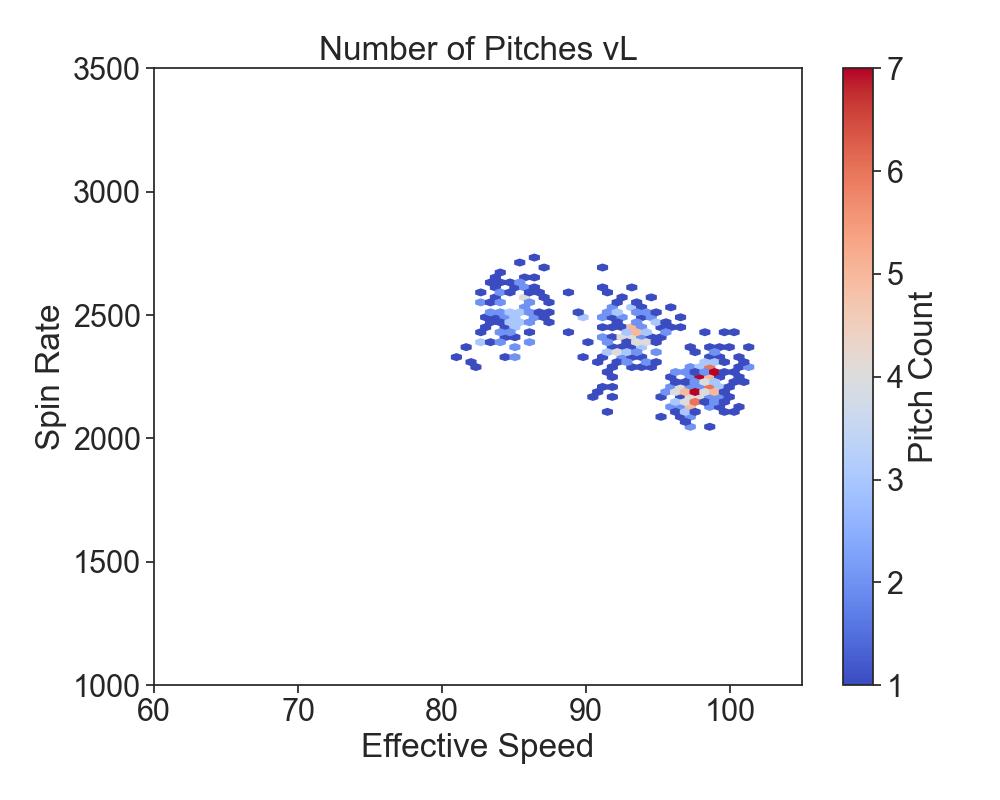 Number of Pitches vL
3500
3000
2500
2000
1500
1000
Spin Rate
60 70 80 90 100
Effective Speed
7
6
5
4
3
2
1
Pitch Count